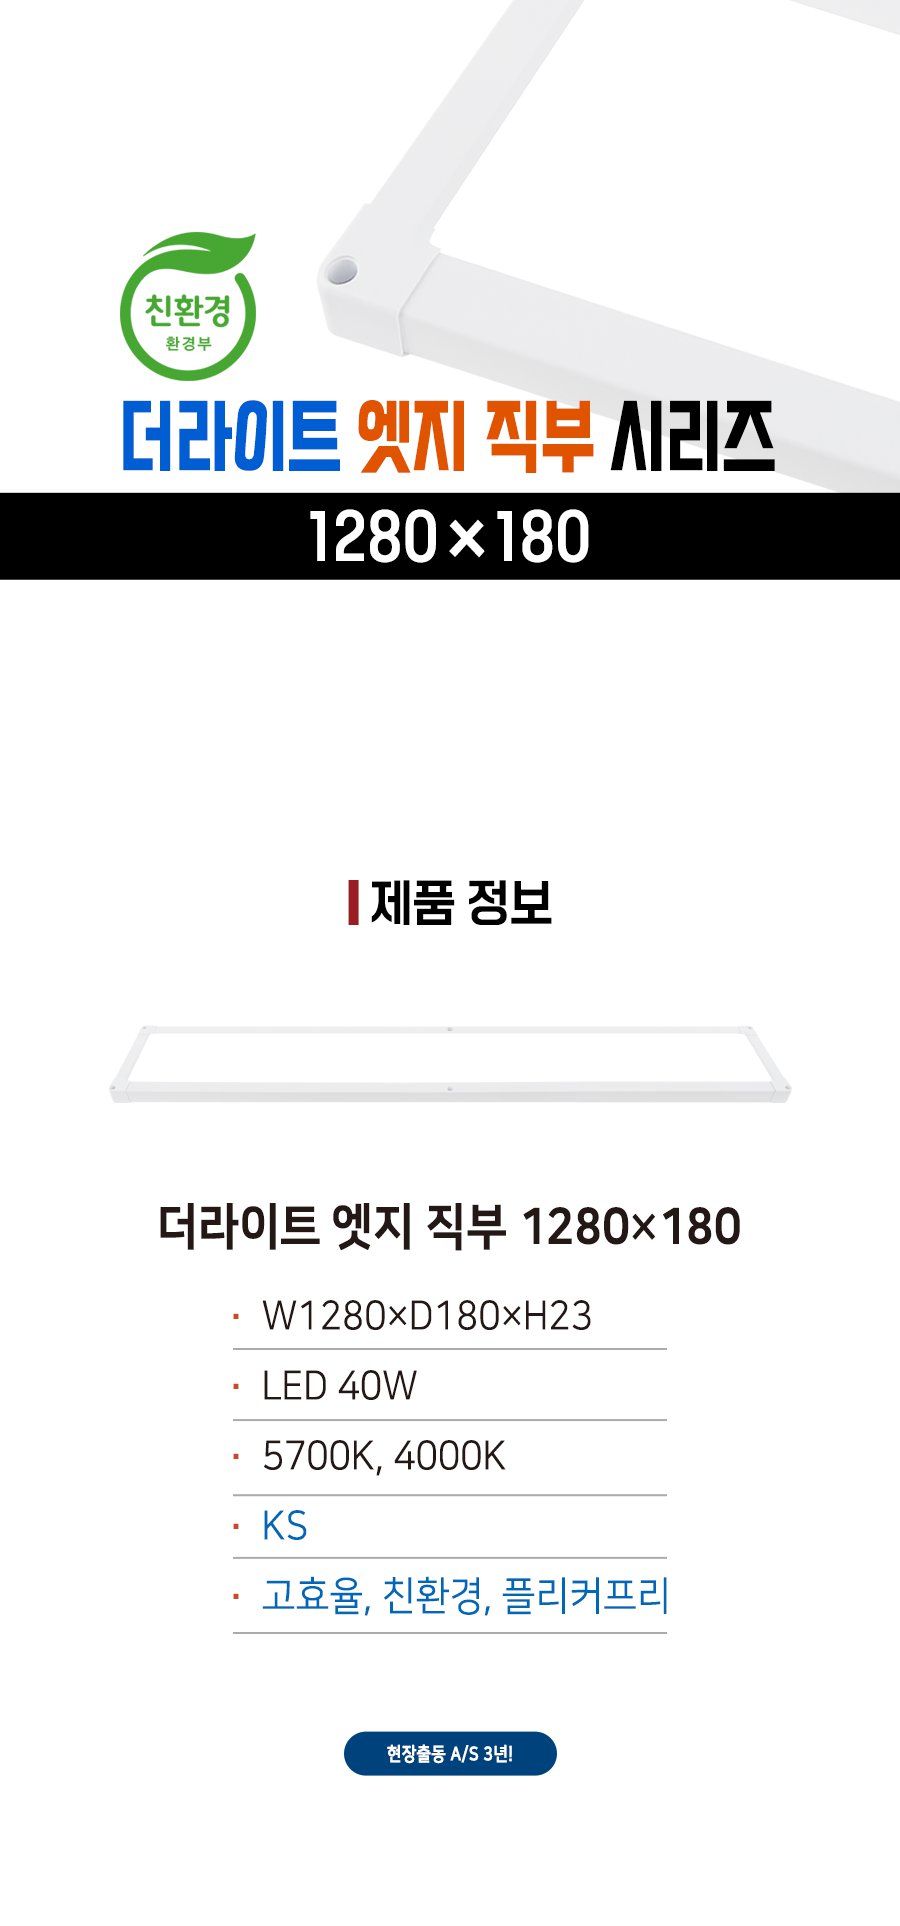 친환경
환경부
더라이트 엣지 직부 시리즈
1280×180
제품 정보
더라이트 엣지 직부 1280×180
· W1280×D180×H23
· LED 40W
· 5700K, 4000K
· KS
· 고효율, 친환경, 플리커프리
현장출동 A/S 3년!